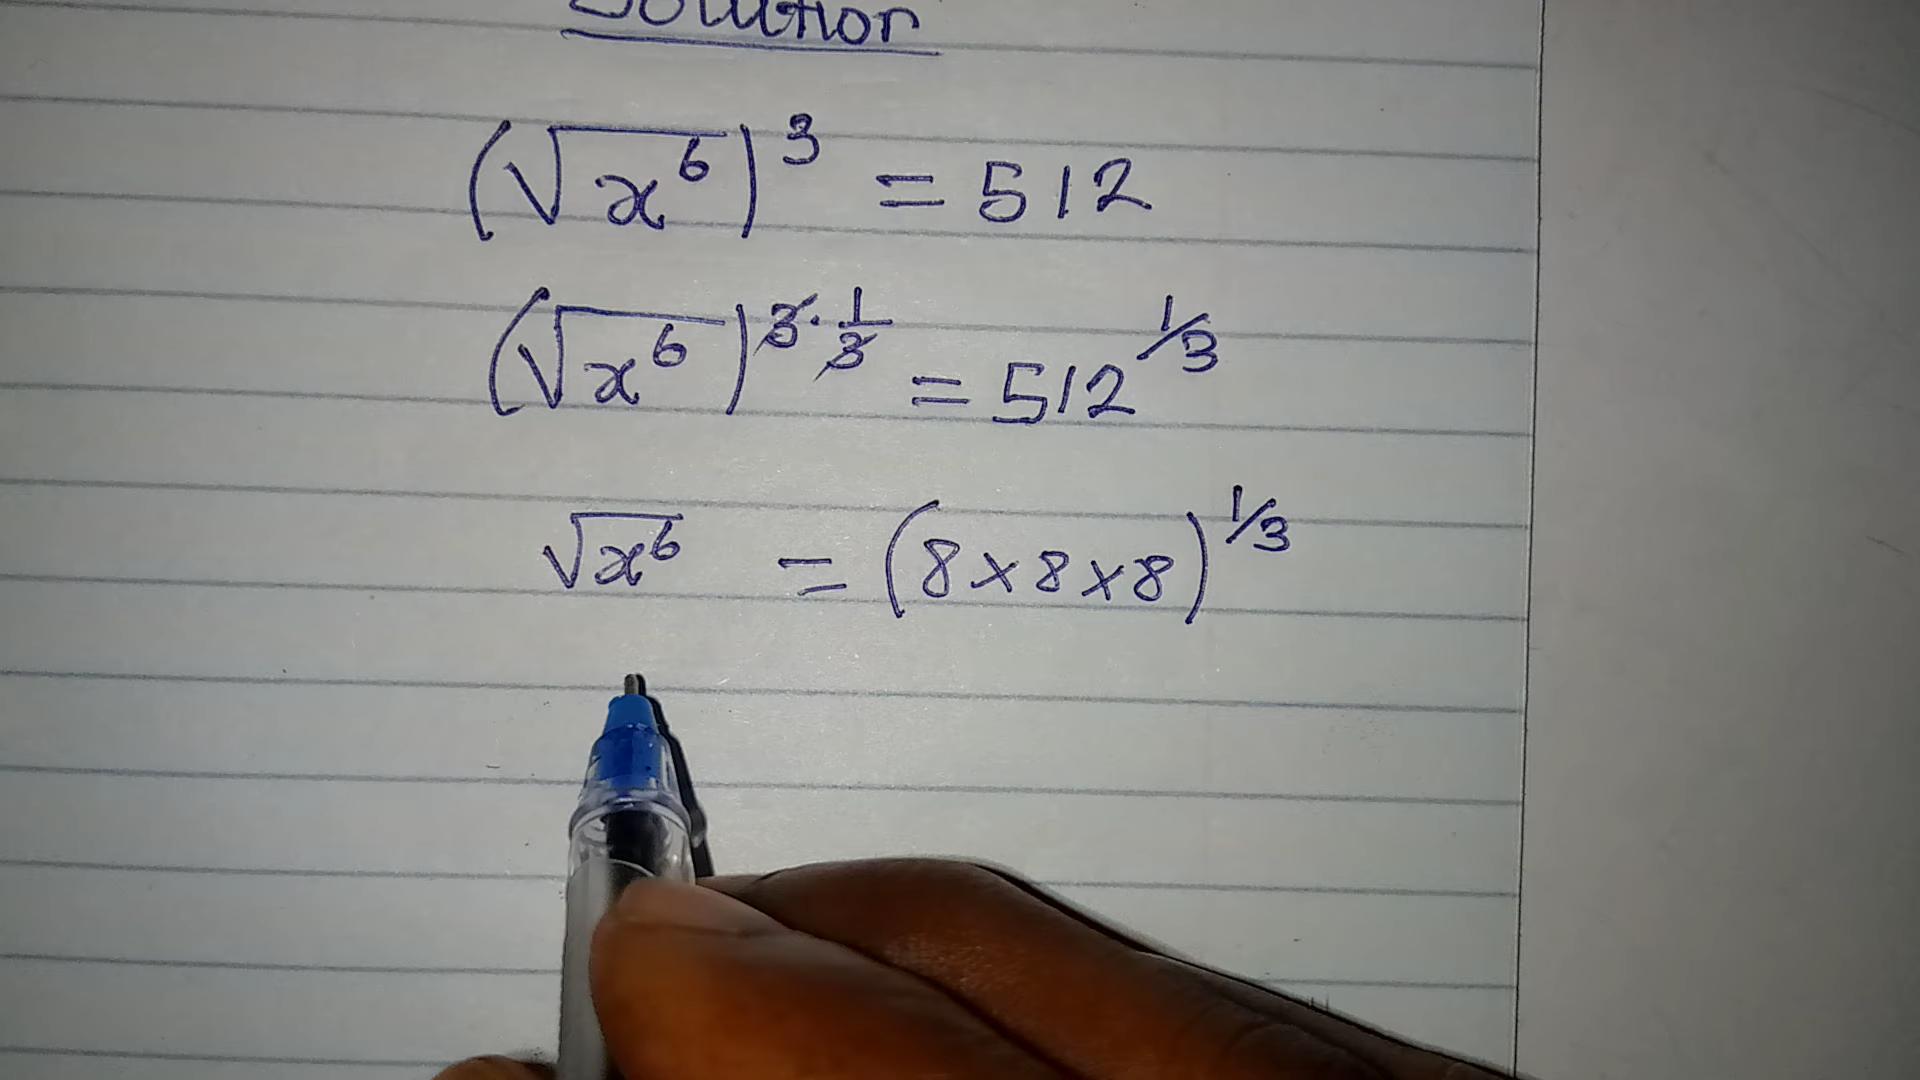 Solution
(√x⁶)³ = 512
(√x⁶)^(3·1/3) = 512^(1/3)
√x⁶ = (8×8×8)^(1/3)